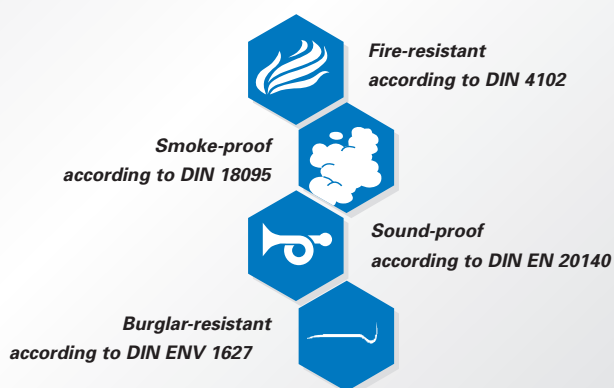 Fire-resistant
according to DIN 4102
Smoke-proof
according to DIN 18095
Sound-proof
according to DIN EN 20140
Burglar-resistant
according to DIN ENV 1627